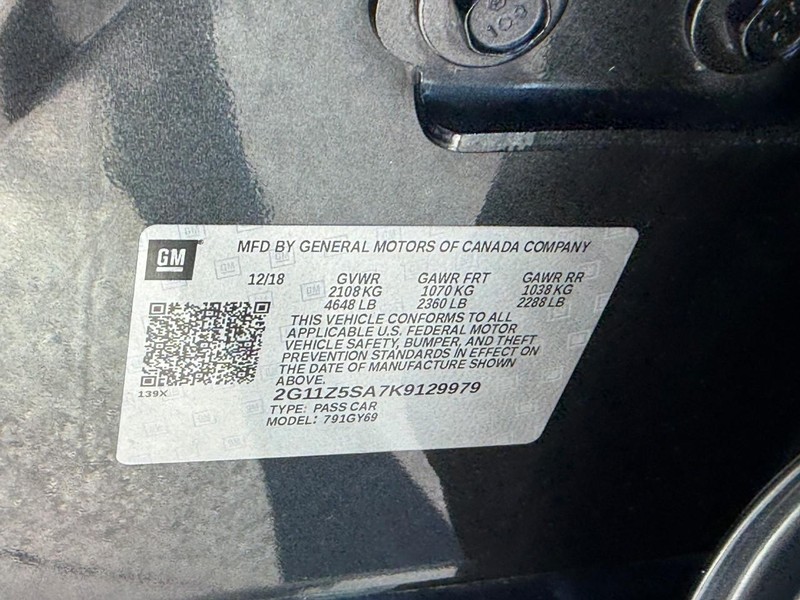 103
GM
MFD BY GENERAL MOTORS OF CANADA COMPANY
12/18 GVWR GAWR FRT GAWR RR
2108 KG 1070 KG 1038 KG
4648 LB 2360 LB 2288 LB
THIS VEHICLE CONFORMS TO ALL
APPLICABLE U.S. FEDERAL MOTOR
VEHICLE SAFETY, BUMPER, AND THEFT
PREVENTION STANDARDS IN EFFECT ON
THE DATE OF MANUFACTURE SHOWN
ABOVE.
139X
2G11Z5SA7K9129979
TYPE: PASS CAR
MODEL: 791GY69